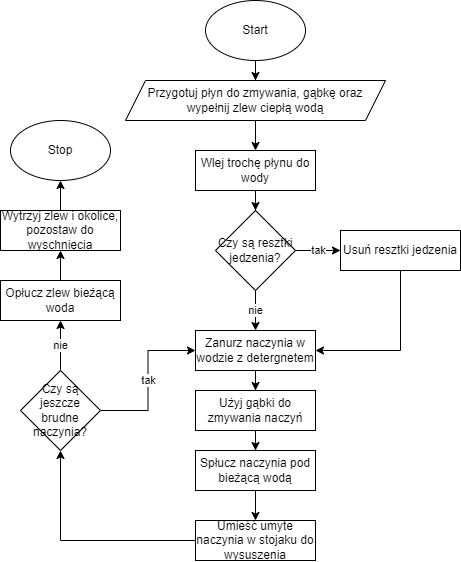 Start
Przygotuj płyn do zmywania, gąbkę oraz
wypełnij zlew ciepłą wodą
Wlej trochę płynu do
wody
Czy są resztki
jedzenia?
tak
Usuń resztki jedzenia
nie
Zanurz naczynia w
wodzie z detergnetem
Użyj gąbki do
zmywania naczyń
Spłucz naczynia pod
bieżącą wodą
Umieść umyte
naczynia w stojaku do
wysuszenia
Czy są
jeszcze
brudne
naczynia?
tak
nie
Opłucz zlew bieżącą
woda
Wytrzyj zlew i okolice,
pozostaw do
wyschnięcia
Stop